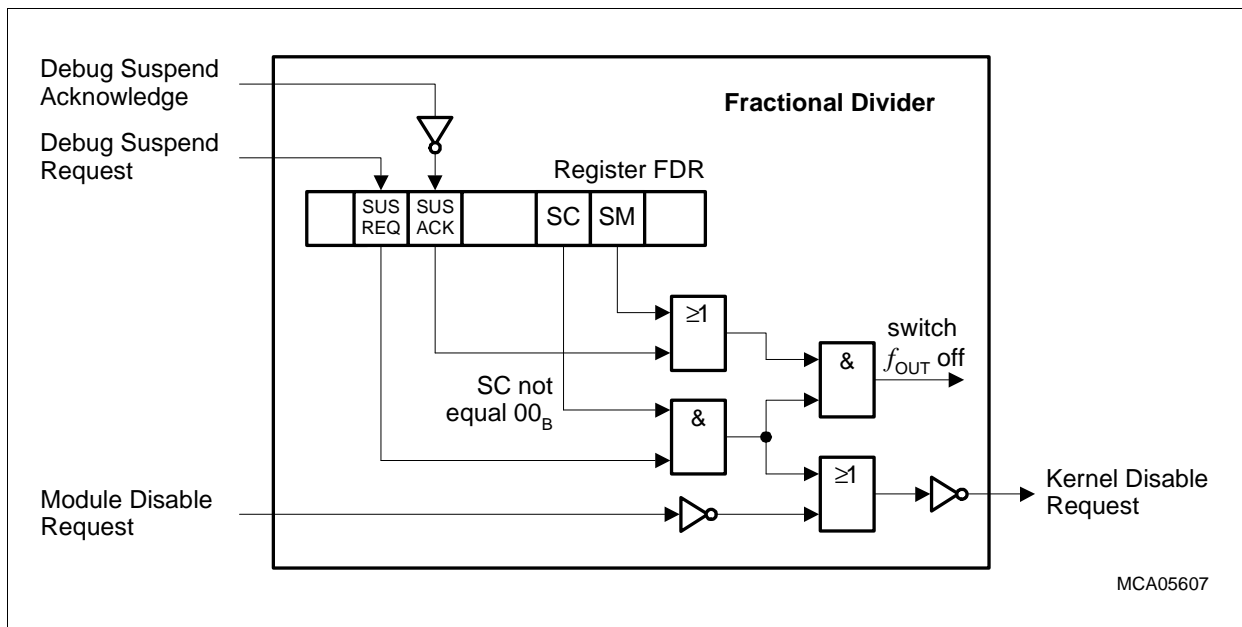 Debug Suspend
Acknowledge
Fractional Divider
Debug Suspend
Request
Register FDR
SUS
REQ
SUS
ACK
SC
SM
≥1
switch
fOUT off
&
SC not
equal 00B
&
≥1
Module Disable
Request
Kernel Disable
Request
MCA05607